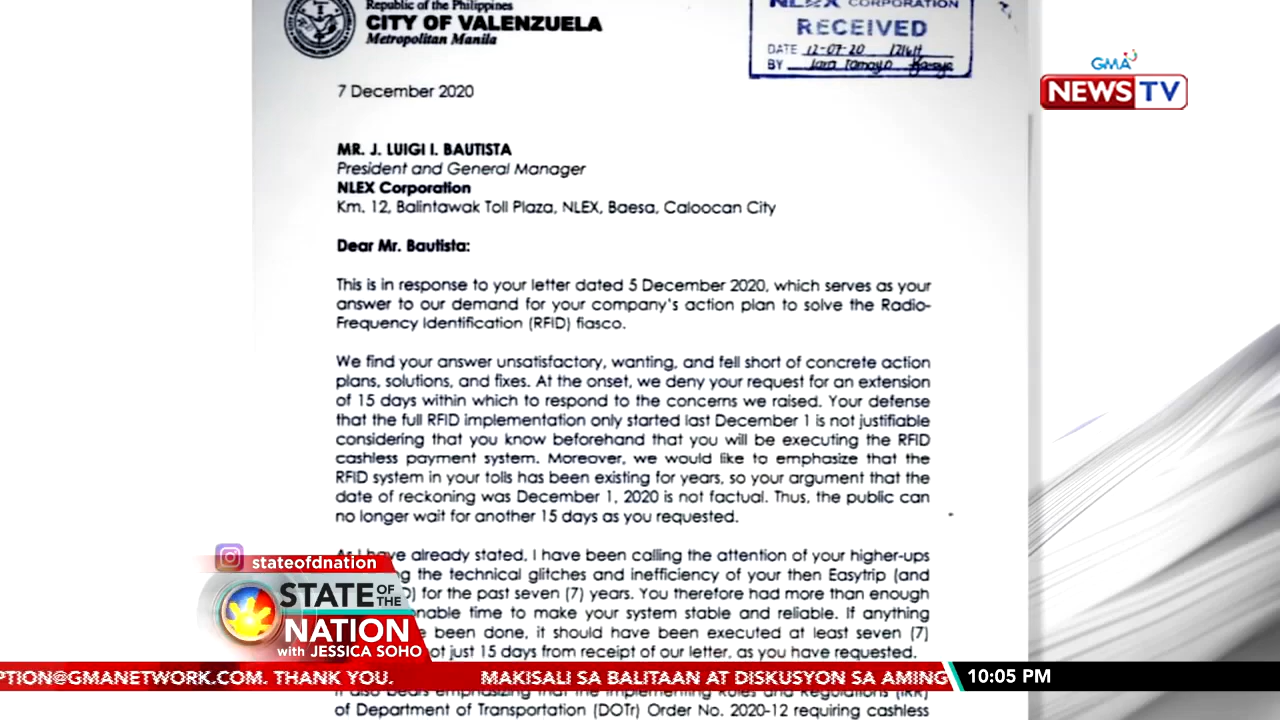 Republic of the Philippines
CITY OF VALENZUELA
Metropolitan Manila
NLEX CORPORATION
RECEIVED
DATE 12-07-20
BY
GMA
NEWS TV
7 December 2020
MR. J. LUIGI I. BAUTISTA
President and General Manager
NLEX Corporation
Km. 12, Balintawak Toll Plaza, NLEX, Baesa, Caloocan City
Dear Mr. Bautista:
This is in response to your letter dated 5 December 2020, which serves as your
answer to our demand for your company's action plan to solve the Radio-
Frequency Identification (RFID) fiasco.
We find your answer unsatisfactory, wanting, and fell short of concrete action
plans, solutions, and fixes. At the onset, we deny your request for an extension
of 15 days within which to respond to the concerns we raised. Your defense
that the full RFID implementation only started last December 1 is not justifiable
considering that you know beforehand that you will be executing the RFID
cashless payment system. Moreover, we would like to emphasize that the
RFID system in your tolls has been existing for years, so your argument that the
date of reckoning was December 1, 2020 is not factual. Thus, the public can
no longer wait for another 15 days as you requested.
As I have already stated, I have been calling the attention of your higher-ups
the technical glitches and inefficiency of your then Easytrip (and
for the past seven (7) years. You therefore had more than enough
time to make your system stable and reliable. If anything
been done, it should have been executed at least seven (7)
not just 15 days from receipt of our letter, as you have requested.
It also bears emphasizing that the Implementing Rules and Regulations (IRR)
of Department of Transportation (DOTr) Order No. 2020-12 requiring cashless
stateofdnation
STATE OF THE
NATION
with JESSICA SOHO
PTION@GMANETWORK.COM. THANK YOU. MAKISALI SA BALITAAN AT DISKUSYON SA AMING
10:05 PM